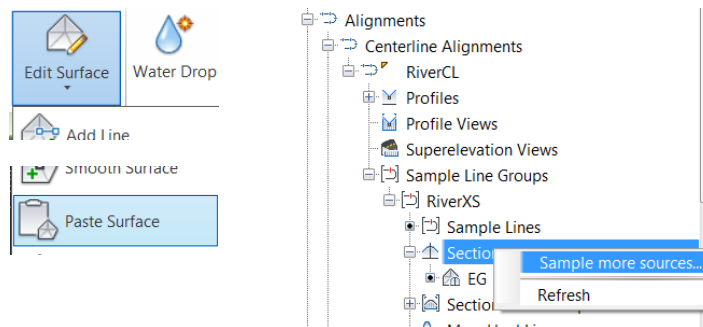 Edit Surface
Water Drop
Add Line
Smooth Surface
Paste Surface
Alignments
Centerline Alignments
RiverCL
Profiles
Profile Views
Superelevation Views
Sample Line Groups
RiverXS
Sample Lines
Section
Sample more sources...
EG
Refresh
Section